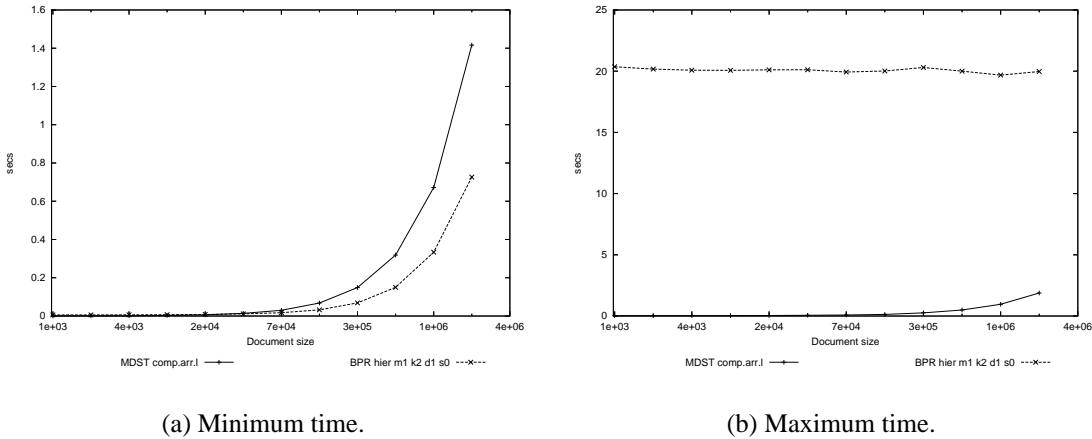 1.6
1.4
1.2
1
0.8
0.6
0.4
0.2
0
secs
1e+03 4e+03 2e+04 7e+04 3e+05 1e+06 4e+06
Document size
MDST comp.arr.l BPR hier m1 k2 d1 s0
(a) Minimum time.
25
20
15
10
5
0
secs
1e+03 4e+03 2e+04 7e+04 3e+05 1e+06 4e+06
Document size
MDST comp.arr.l BPR hier m1 k2 d1 s0
(b) Maximum time.